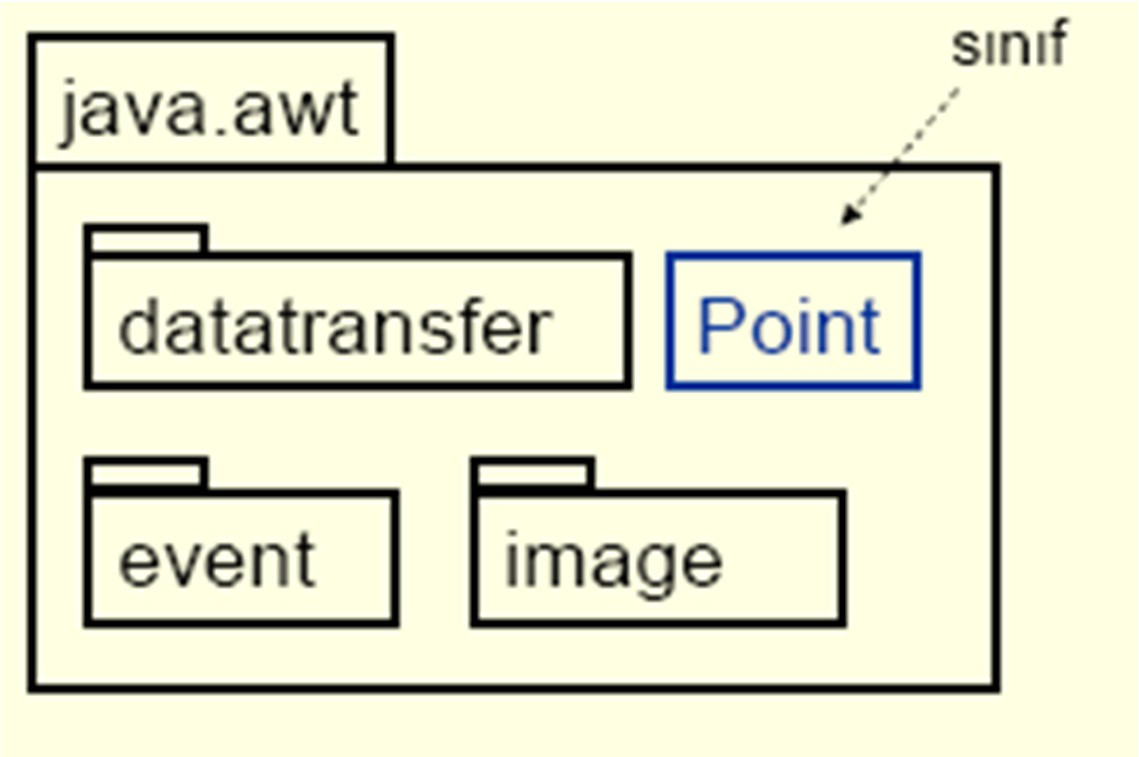 sınıf
java.awt
datatransfer
Point
event
image